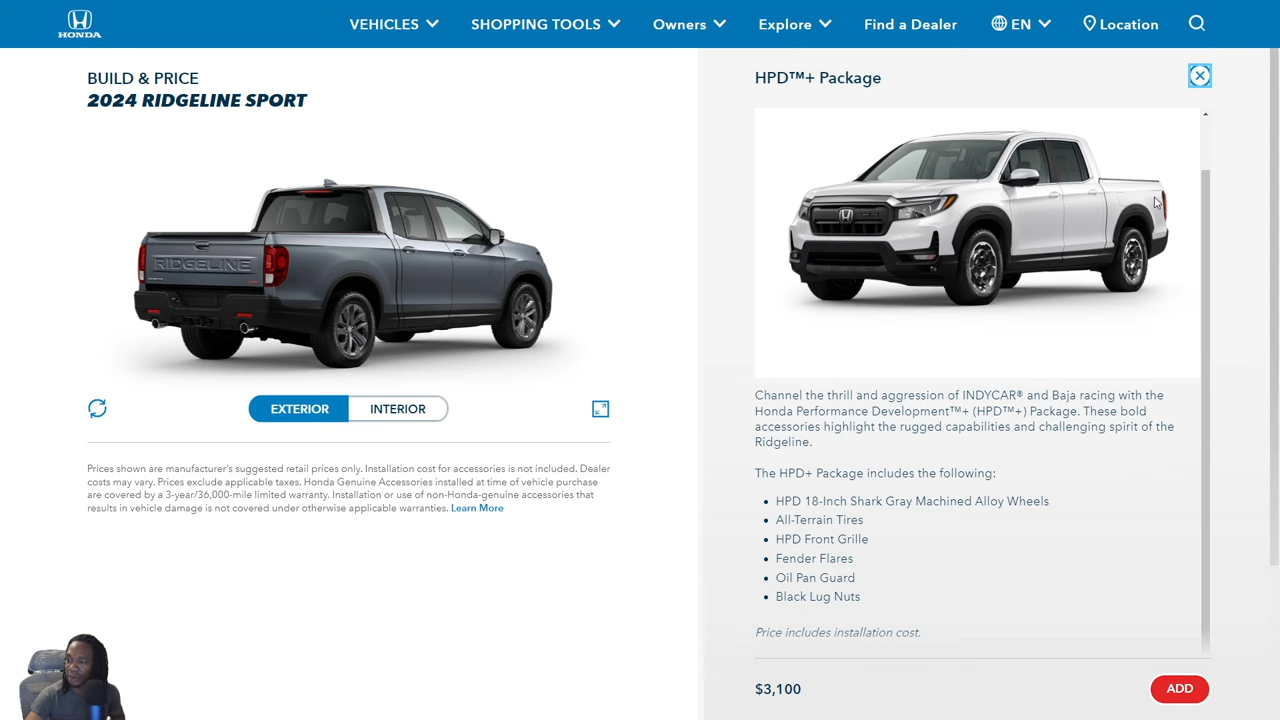 HONDA
VEHICLES
SHOPPING TOOLS
Owners
Explore
Find a Dealer
EN
Location
BUILD & PRICE
2024 RIDGELINE SPORT
RIDGELINE
EXTERIOR
INTERIOR
Prices shown are manufacturer's suggested retail prices only. Installation cost for accessories is not included. Dealer
costs may vary. Prices exclude applicable taxes. Honda Genuine Accessories installed at time of vehicle purchase
are covered by a 3-year/36,000-mile limited warranty. Installation or use of non-Honda-genuine accessories that
results in vehicle damage is not covered under otherwise applicable warranties. Learn More
HPD™+ Package
Channel the thrill and aggression of INDYCAR® and Baja racing with the
Honda Performance Development™+ (HPD™+) Package. These bold
accessories highlight the rugged capabilities and challenging spirit of the
Ridgeline.
The HPD+ Package includes the following:
• HPD 18-Inch Shark Gray Machined Alloy Wheels
• All-Terrain Tires
• HPD Front Grille
• Fender Flares
• Oil Pan Guard
• Black Lug Nuts
Price includes installation cost.
$3,100
ADD